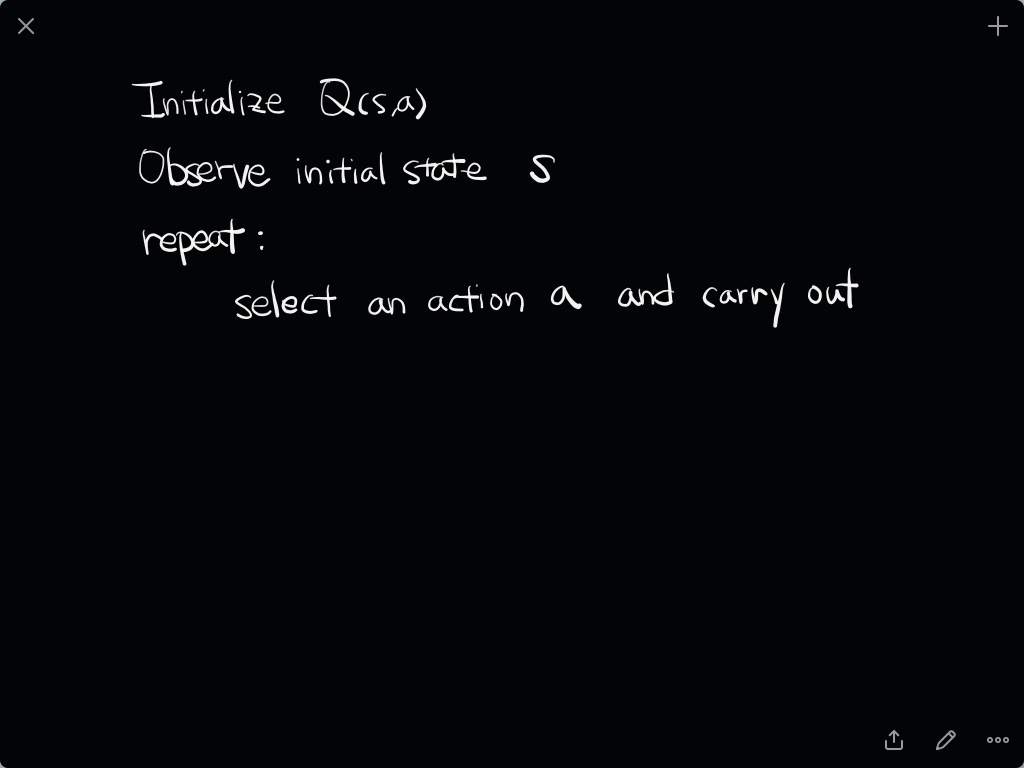 Initialize Q(s,a)
Observe initial state s
repeat:
select an action a and carry out